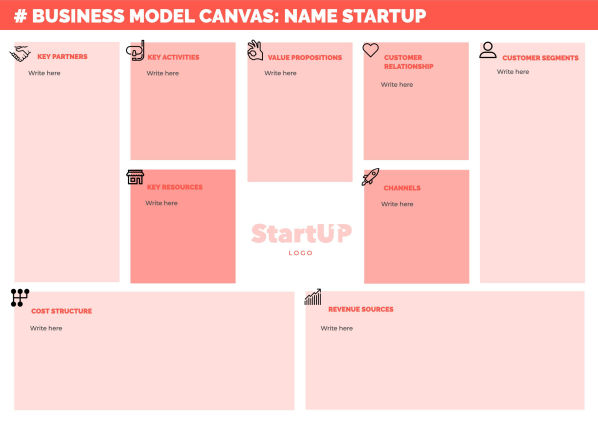 # BUSINESS MODEL CANVAS: NAME STARTUP
KEY PARTNERS
Write here
KEY ACTIVITIES
Write here
VALUE PROPOSITIONS
Write here
CUSTOMER
RELATIONSHIP
Write here
CUSTOMER SEGMENTS
Write here
KEY RESOURCES
Write here
CHANNELS
Write here
StartUP
LOGO
COST STRUCTURE
Write here
REVENUE SOURCES
Write here